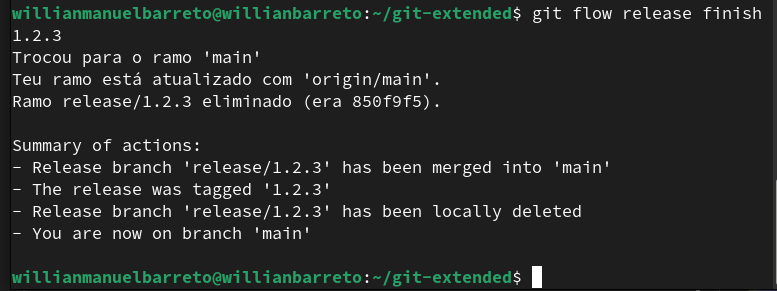 willianmanuelbarreto@willianbarreto:~/git-extended$ git flow release finish
1.2.3
Trocou para o ramo 'main'
Teu ramo está atualizado com 'origin/main'.
Ramo release/1.2.3 eliminado (era 850f9f5).
Summary of actions:
- Release branch 'release/1.2.3' has been merged into 'main'
- The release was tagged '1.2.3'
- Release branch 'release/1.2.3' has been locally deleted
- You are now on branch 'main'
willianmanuelbarreto@willianbarreto:~/git-extended$